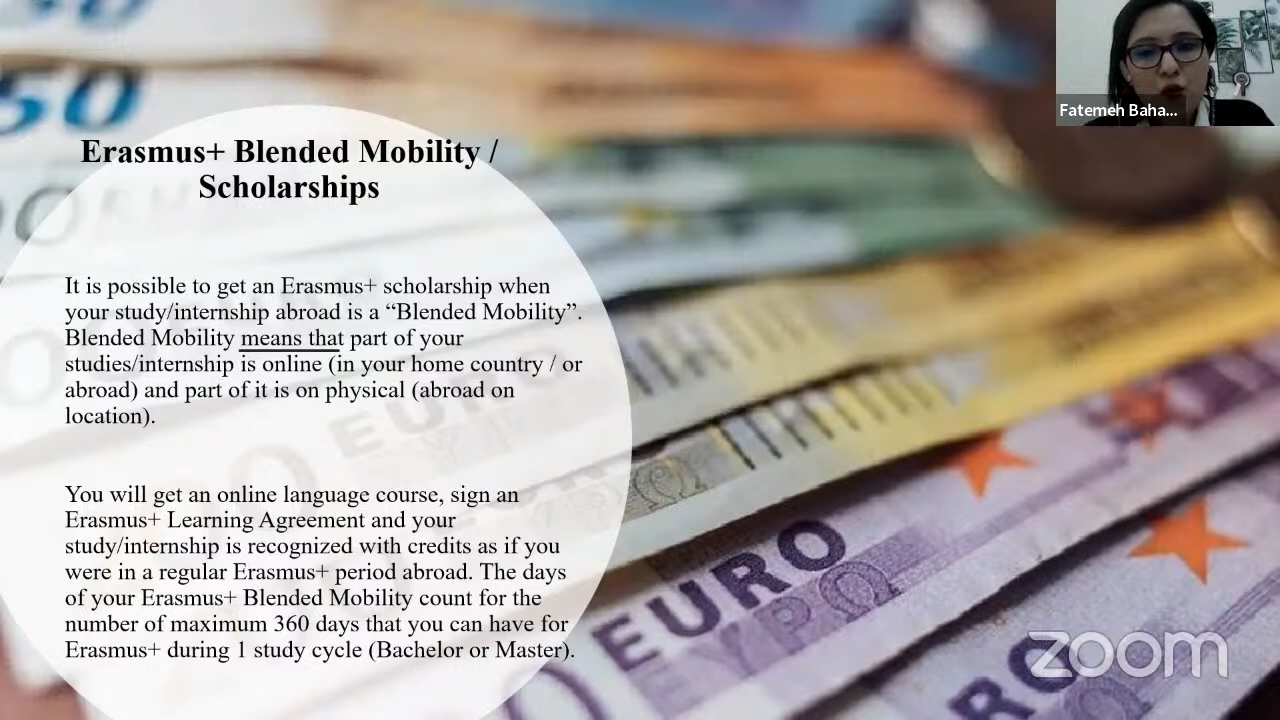 50
Fatemeh Baha...
Erasmus+ Blended Mobility /
Scholarships
It is possible to get an Erasmus+ scholarship when
your study/internship abroad is a “Blended Mobility”.
Blended Mobility means that part of your
studies/internship is online (in your home country / or
abroad) and part of it is on physical (abroad on
location).
You will get an online language course, sign an
Erasmus+ Learning Agreement and your
study/internship is recognized with credits as if you
were in a regular Erasmus+ period abroad. The days
of your Erasmus+ Blended Mobility count for the
number of maximum 360 days that you can have for
Erasmus+ during 1 study cycle (Bachelor or Master).
EURO
ΕΥΡΩ
zoom